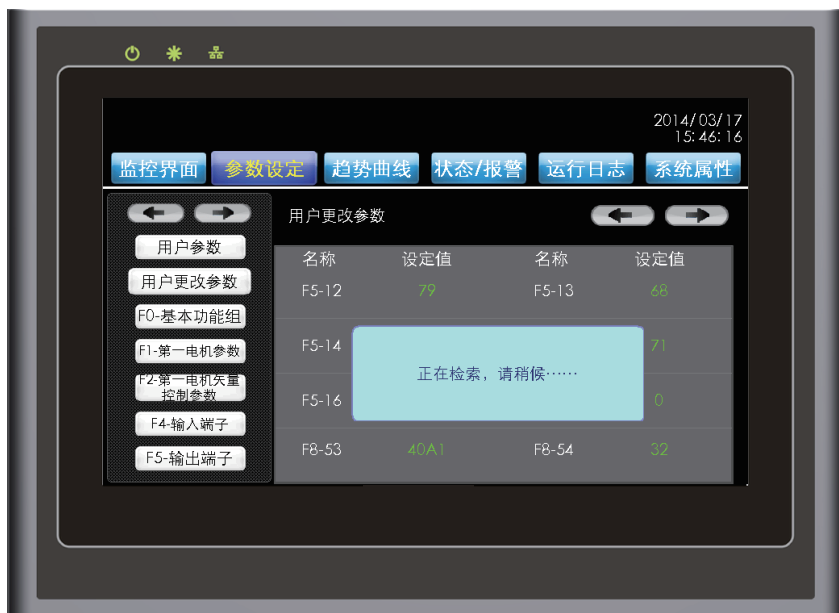 2014/03/17
15:46:16
监控界面 参数设定 趋势曲线 状态/报警 运行日志 系统属性
用户更改参数
用户参数
用户更改参数
F0-基本功能组
F1-第一电机参数
F2-第一电机矢量
控制参数
F4-输入端子
F5-输出端子
名称 设定值 名称 设定值
F5-12 79 F5-13 68
F5-14 71
正在检索，请稍候……
F5-16 0
F8-53 40A1 F8-54 32